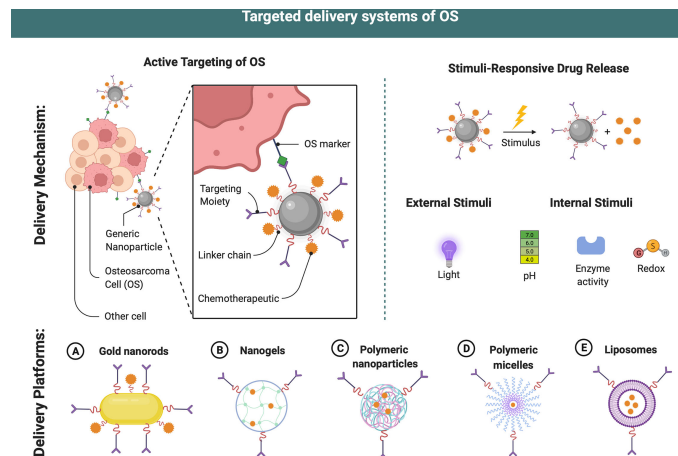 Targeted delivery systems of OS
Active Targeting of OS
Stimuli-Responsive Drug Release
Delivery Mechanism:
OS marker
Targeting
Moiety
Linker chain
Chemotherapeutic
Generic
Nanoparticle
Osteosarcoma
Cell (OS)
Other cell
Stimulus
+
External Stimuli
Internal Stimuli
Light
7.0
6.0
5.0
4.0
pH
Enzyme
activity
G S H
Redox
Delivery Platforms:
A Gold nanorods
B Nanogels
C Polymeric
nanoparticles
D Polymeric
micelles
E Liposomes